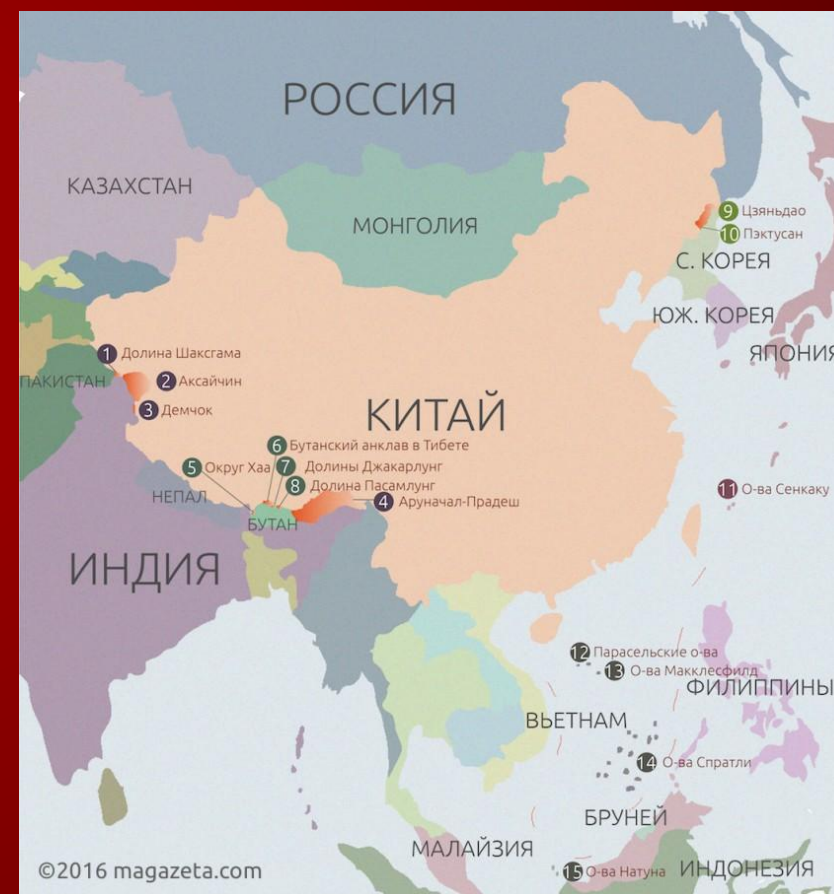 РОССИЯ
КАЗАХСТАН
МОНГОЛИЯ
9 Цзяньдао
10 Пэктусан
С. КОРЕЯ
ЮЖ. КОРЕЯ
ЯПОНИЯ
1 Долина Шаксгама
ПАКИСТАН
2 Аксайчин
3 Демчок
КИТАЙ
6 Бутанский анклав в Тибете
5 Округ Хаа
7 Долины Джакарлунг
8 Долина Пасамлунг
НЕПАЛ
4 Аруначал-Прадеш
БУТАН
11 О-ва Сенкаку
ИНДИЯ
12 Парасельские о-ва
13 О-ва Макклесфилд
ФИЛИППИНЫ
ВЬЕТНАМ
14 О-ва Спратли
БРУНЕЙ
МАЛАЙЗИЯ
15 О-ва Натуна
ИНДОНЕЗИЯ
©2016 magazeta.com